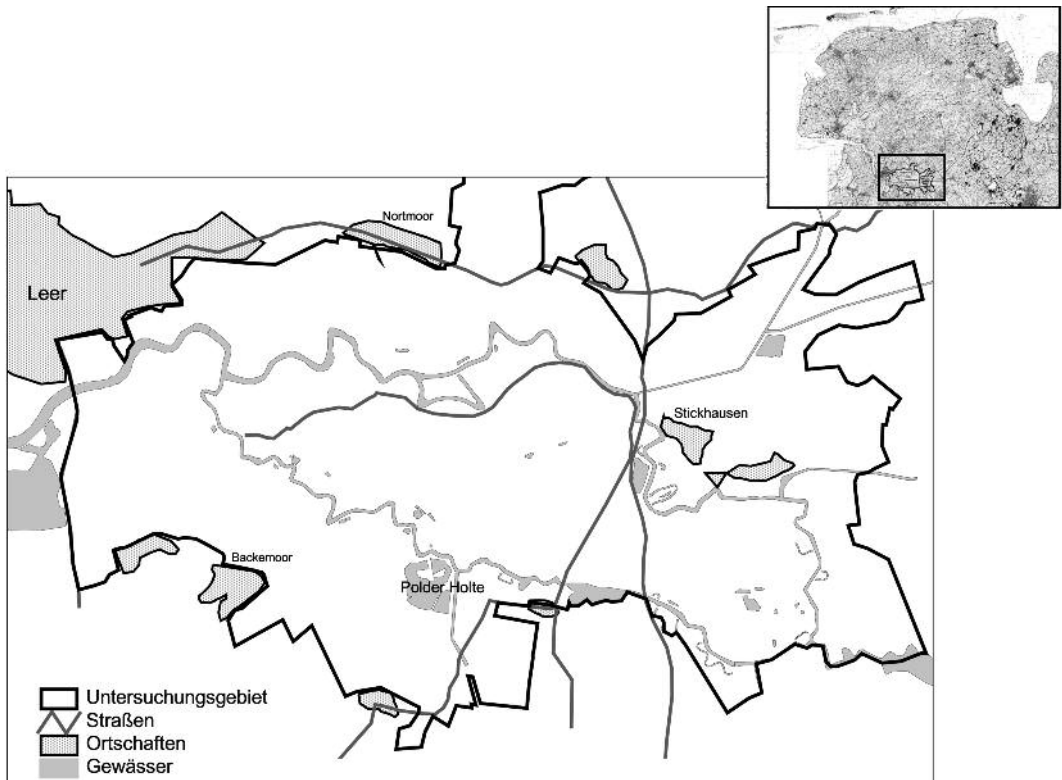 Nortmoor
Leer
Stickhausen
Backemoor
Polder Holte
Untersuchungsgebiet
Straßen
Ortschaften
Gewässer